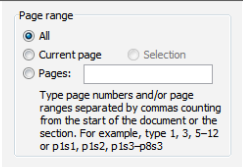 Page range
All
Current page Selection
Pages:
Type page numbers and/or page
ranges separated by commas counting
from the start of the document or the
section. For example, type 1, 3, 5–12
or p1s1, p1s2, p1s3–p8s3